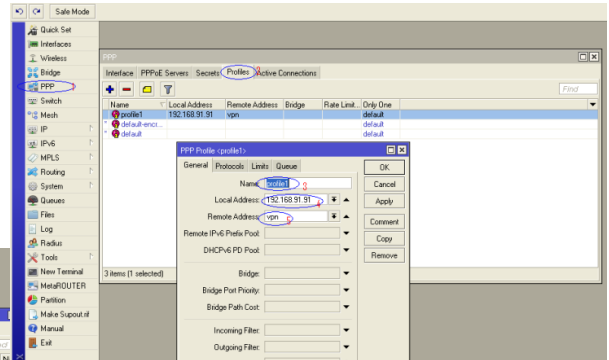 Safe Mode
Quick Set
Interfaces
Wireless
Bridge
PPP
Switch
Mesh
IP
IPv6
MPLS
Routing
System
Queues
Files
Log
Radius
Tools
New Terminal
MetaROUTER
Partition
Make Supout.rif
Manual
Exit
PPP
Interface PPPoE Servers Secrets Profiles Active Connections
Find
Name Local Address Remote Address Bridge Rate Limit... Only One
profile1 192.168.91.91 vpn default
* default-encr... default
* default default
3 items (1 selected)
PPP Profile <profile1>
General Protocols Limits Queue
Name: profile1 3
Local Address: 192.168.91.91 4
Remote Address: vpn 5
Remote IPv6 Prefix Pool:
DHCPv6 PD Pool:
Bridge:
Bridge Port Priority:
Bridge Path Cost:
Incoming Filter:
Outgoing Filter:
OK
Cancel
Apply
Comment
Copy
Remove